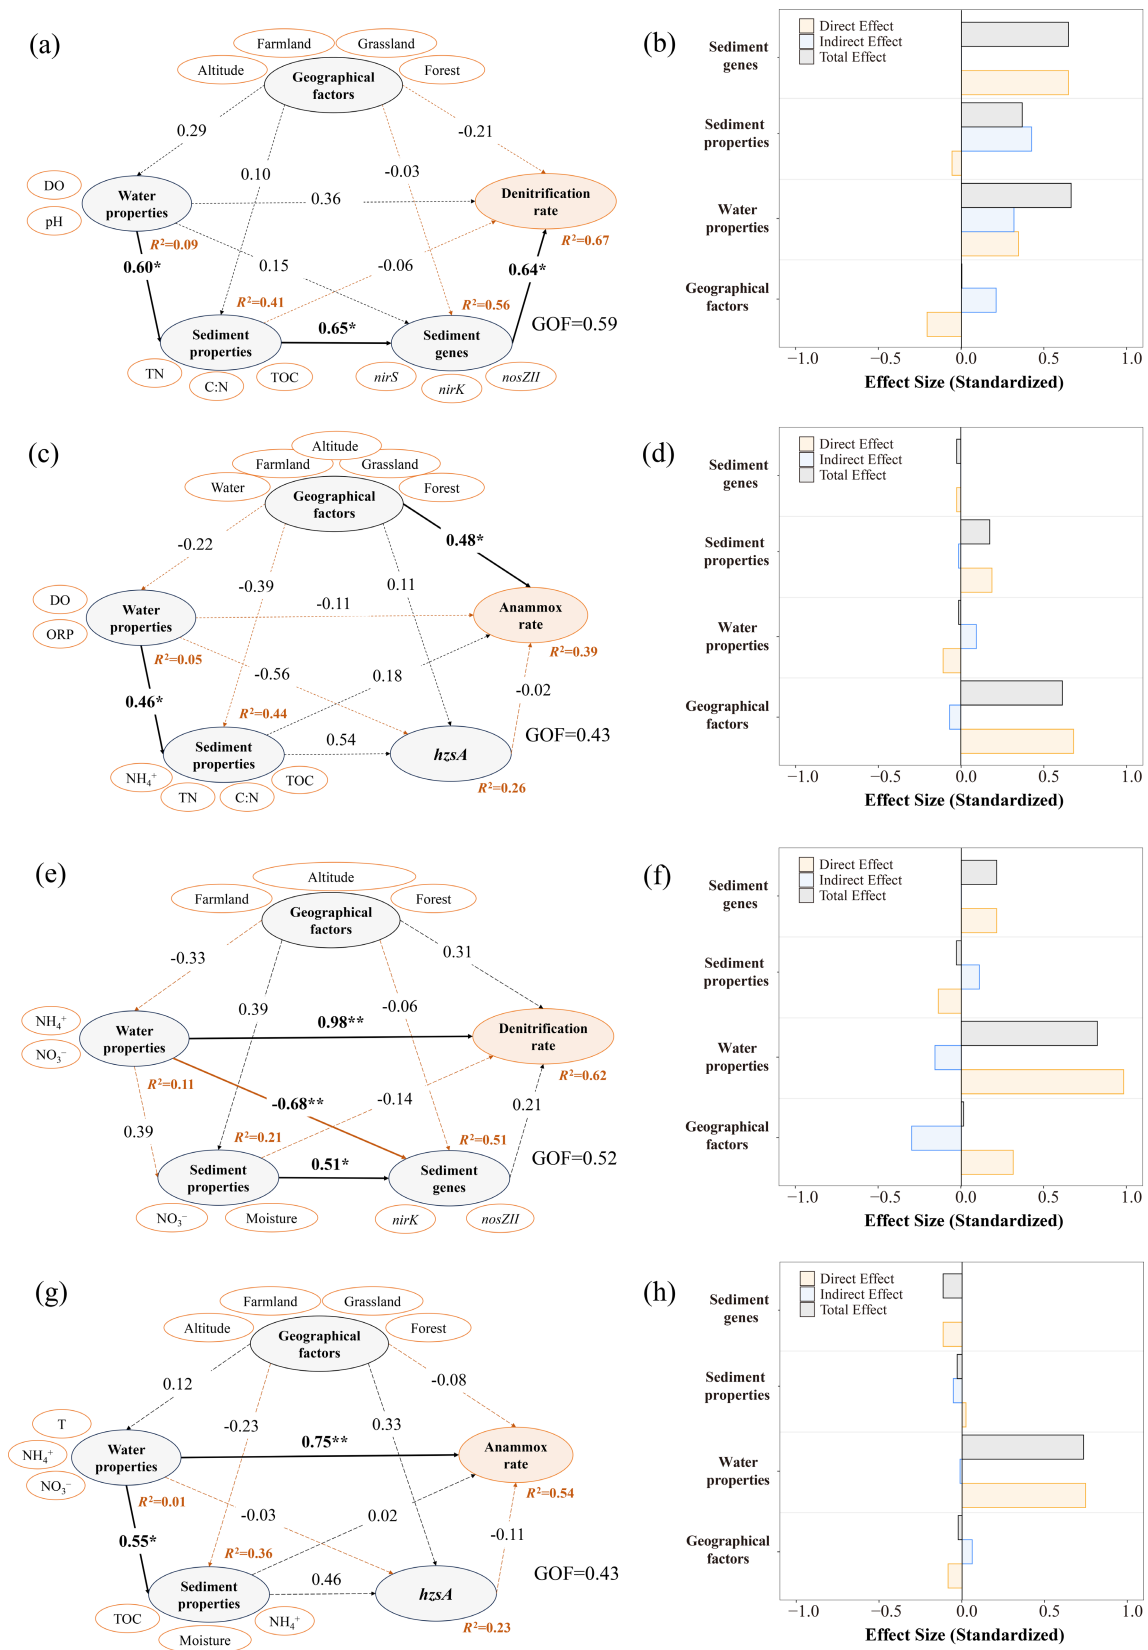 (a)
Farmland
Grassland
Altitude
Forest
Geographical
factors
0.29
-0.21
0.10
-0.03
DO
pH
Water
properties
0.36
Denitrification
rate
R²=0.09
R²=0.67
0.60*
0.15
-0.06
0.64*
R²=0.41
R²=0.56
Sediment
properties
0.65*
Sediment
genes
GOF=0.59
TN
C:N
TOC
nirS
nirK
nosZII
(b)
Direct Effect
Indirect Effect
Total Effect
Sediment
genes
Sediment
properties
Water
properties
Geographical
factors
−1.0
−0.5
0.0
0.5
1.0
Effect Size (Standardized)
(c)
Altitude
Farmland
Grassland
Water
Forest
Geographical
factors
-0.22
0.48*
-0.39
0.11
DO
ORP
Water
properties
-0.11
Anammox
rate
R²=0.05
R²=0.39
0.46*
-0.56
0.18
-0.02
R²=0.44
Sediment
properties
0.54
hzsA
GOF=0.43
R²=0.26
NH₄⁺
TN
C:N
TOC
(d)
Direct Effect
Indirect Effect
Total Effect
Sediment
genes
Sediment
properties
Water
properties
Geographical
factors
−1.0
−0.5
0.0
0.5
1.0
Effect Size (Standardized)
(e)
Altitude
Farmland
Forest
Geographical
factors
-0.33
0.31
0.39
-0.06
NH₄⁺
NO₃⁻
Water
properties
0.98**
Denitrification
rate
R²=0.11
R²=0.62
0.39
-0.68**
-0.14
0.21
R²=0.21
R²=0.51
Sediment
properties
0.51*
Sediment
genes
GOF=0.52
NO₃⁻
Moisture
nirK
nosZII
(f)
Direct Effect
Indirect Effect
Total Effect
Sediment
genes
Sediment
properties
Water
properties
Geographical
factors
−1.0
−0.5
0.0
0.5
1.0
Effect Size (Standardized)
(g)
Farmland
Grassland
Altitude
Forest
Geographical
factors
0.12
-0.08
-0.23
0.33
T
NH₄⁺
NO₃⁻
Water
properties
0.75**
Anammox
rate
R²=0.01
R²=0.54
0.55*
-0.03
0.02
-0.11
R²=0.36
Sediment
properties
0.46
hzsA
GOF=0.43
R²=0.23
TOC
Moisture
NH₄⁺
(h)
Direct Effect
Indirect Effect
Total Effect
Sediment
genes
Sediment
properties
Water
properties
Geographical
factors
−1.0
−0.5
0.0
0.5
1.0
Effect Size (Standardized)